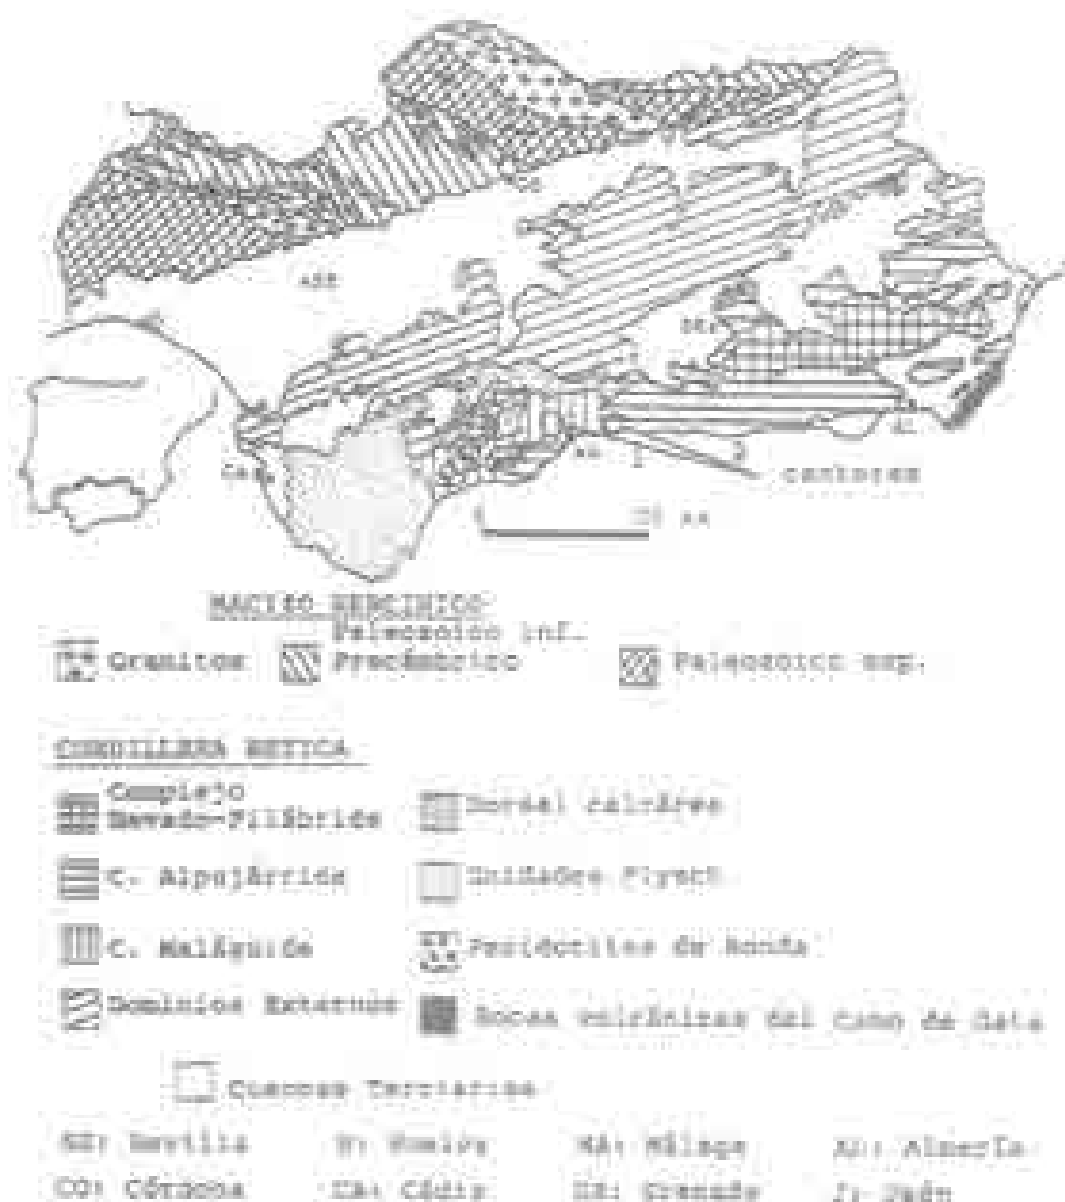 canteras
MACIZO HERCINICO
Paleozoico inf.
Granitos Precámbrico Paleozoico sup.
CORDILLERA BETICA
Complejo
Nevado-Filábride Dorsal calcárea
C. Alpujárride Unidades Flysch
C. Maláguide Peridotitas de Ronda
Dominios Externos Rocas volcánicas del Cabo de Gata
Cuencas Terciarias
SE: Sevilla H: Huelva MA: Málaga AL: Almería
CO: Córdoba CA: Cádiz GR: Granada J: Jaén